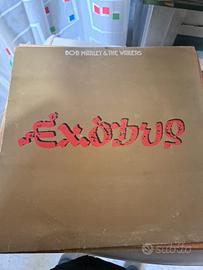 BOB MARLEY & THE WAILERS
EXODUS
subito